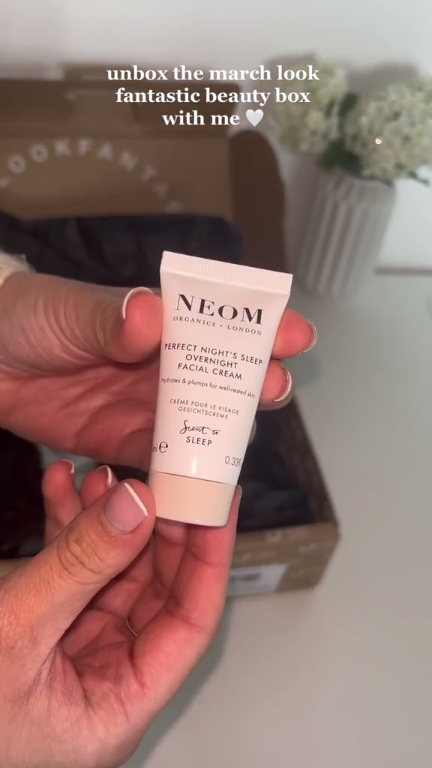 unbox the march look
fantastic beauty box
with me 🤍
LOOKFANTAS
NEOM
ORGANICS • LONDON
PERFECT NIGHT'S SLEEP
OVERNIGHT
FACIAL CREAM
hydrates & plumps for well-rested skin
CRÈME POUR LE VISAGE
GESICHTSCREME
Scent to
SLEEP
0.33